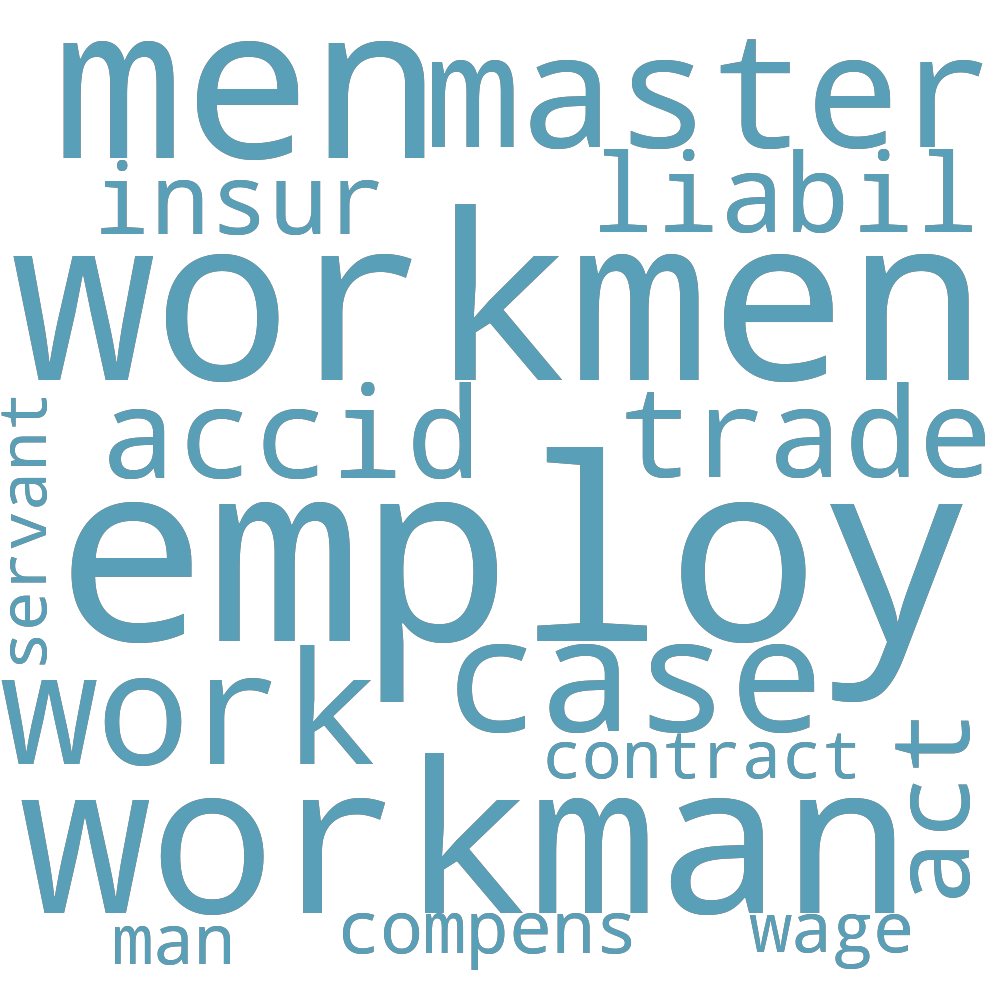 men master
insur liabil
workmen
accid trade
servant
employ
work case
contract
act
workman
man compens wage